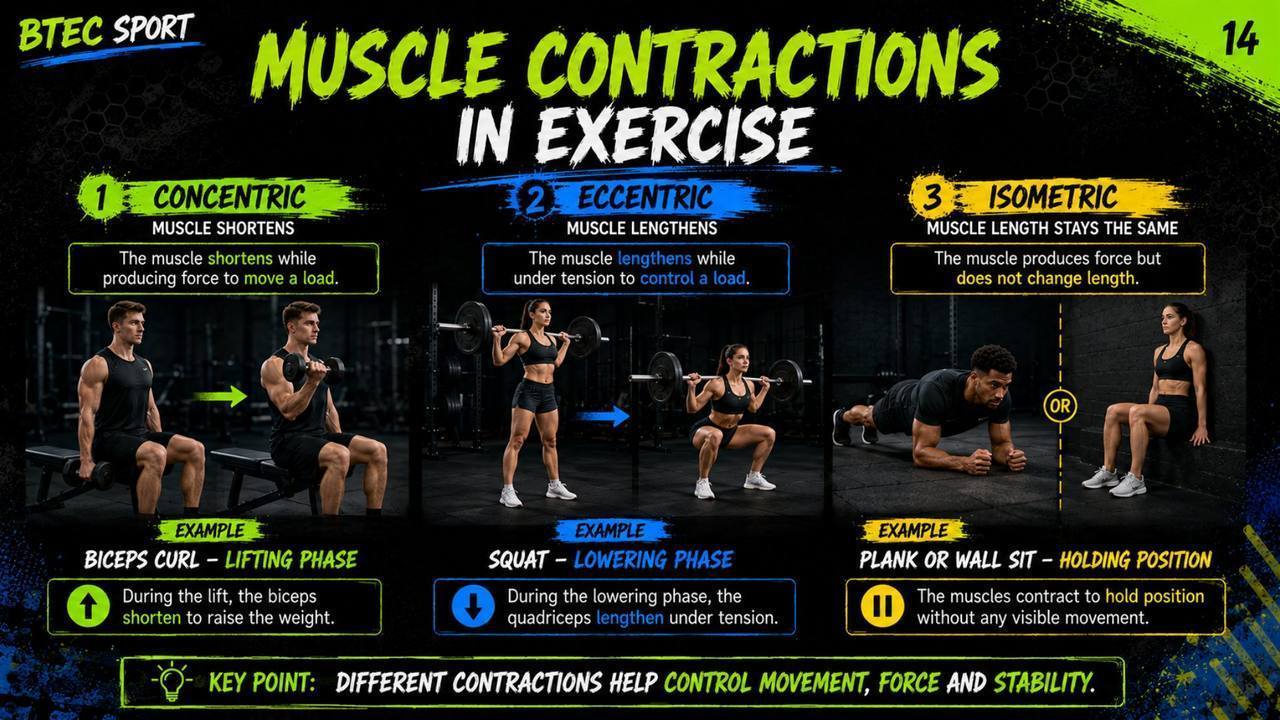 BTEC SPORT
14
MUSCLE CONTRACTIONS
IN EXERCISE
1 CONCENTRIC
MUSCLE SHORTENS
The muscle shortens while
producing force to move a load.
EXAMPLE
BICEPS CURL – LIFTING PHASE
During the lift, the biceps
shorten to raise the weight.
2 ECCENTRIC
MUSCLE LENGTHENS
The muscle lengthens while
under tension to control a load.
EXAMPLE
SQUAT – LOWERING PHASE
During the lowering phase, the
quadriceps lengthen under tension.
3 ISOMETRIC
MUSCLE LENGTH STAYS THE SAME
The muscle produces force but
does not change length.
OR
EXAMPLE
PLANK OR WALL SIT – HOLDING POSITION
The muscles contract to hold position
without any visible movement.
KEY POINT: DIFFERENT CONTRACTIONS HELP CONTROL MOVEMENT, FORCE AND STABILITY.